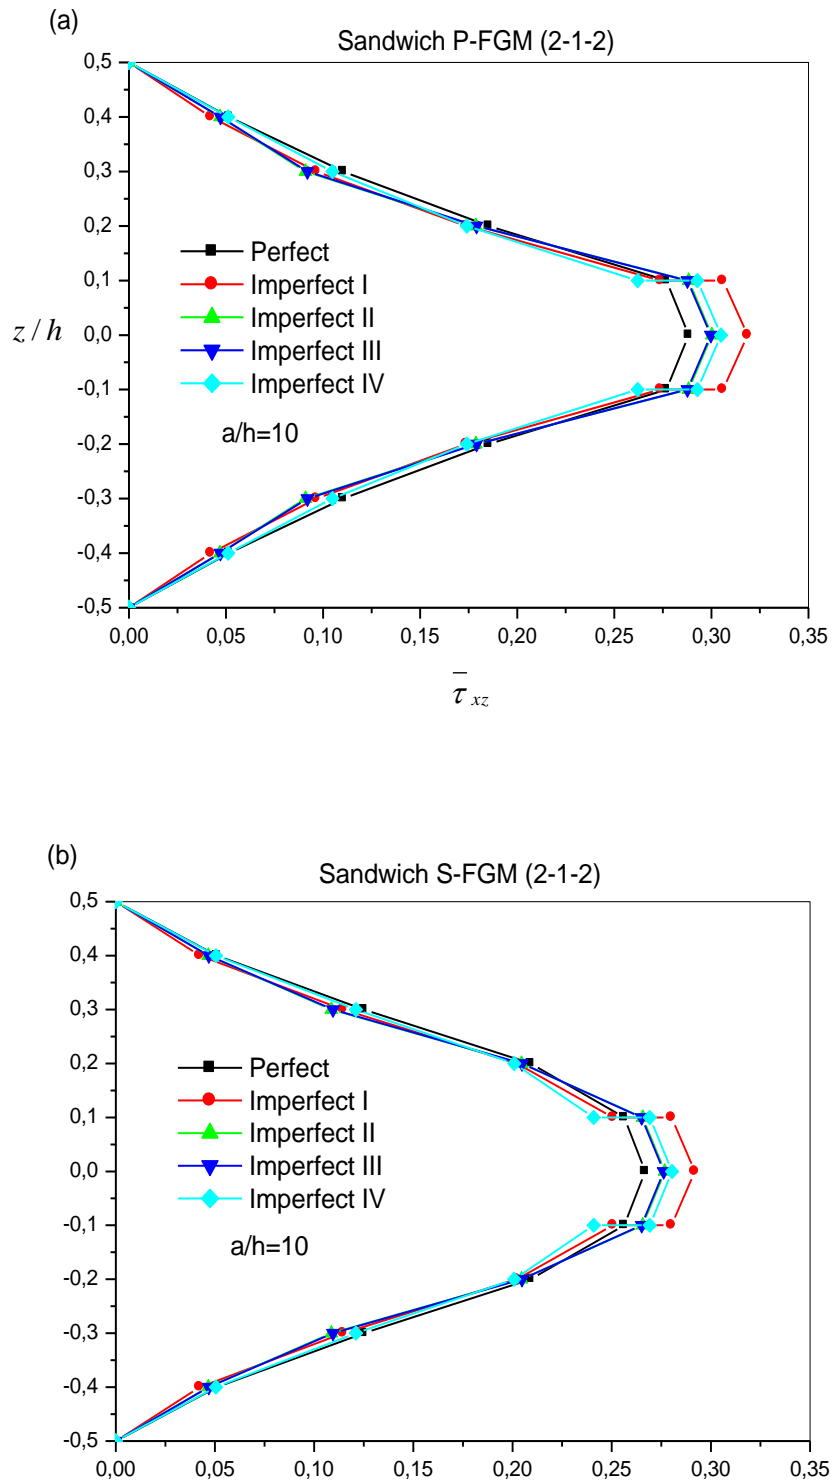 (a)
Sandwich P-FGM (2-1-2)
0,5
0,4
0,3
0,2
0,1
0,0
-0,1
-0,2
-0,3
-0,4
-0,5
z / h
Perfect
Imperfect I
Imperfect II
Imperfect III
Imperfect IV
a/h=10
0,00 0,05 0,10 0,15 0,20 0,25 0,30 0,35
τ̅ xz
(b)
Sandwich S-FGM (2-1-2)
0,5
0,4
0,3
0,2
0,1
0,0
-0,1
-0,2
-0,3
-0,4
-0,5
Perfect
Imperfect I
Imperfect II
Imperfect III
Imperfect IV
a/h=10
0,00 0,05 0,10 0,15 0,20 0,25 0,30 0,35